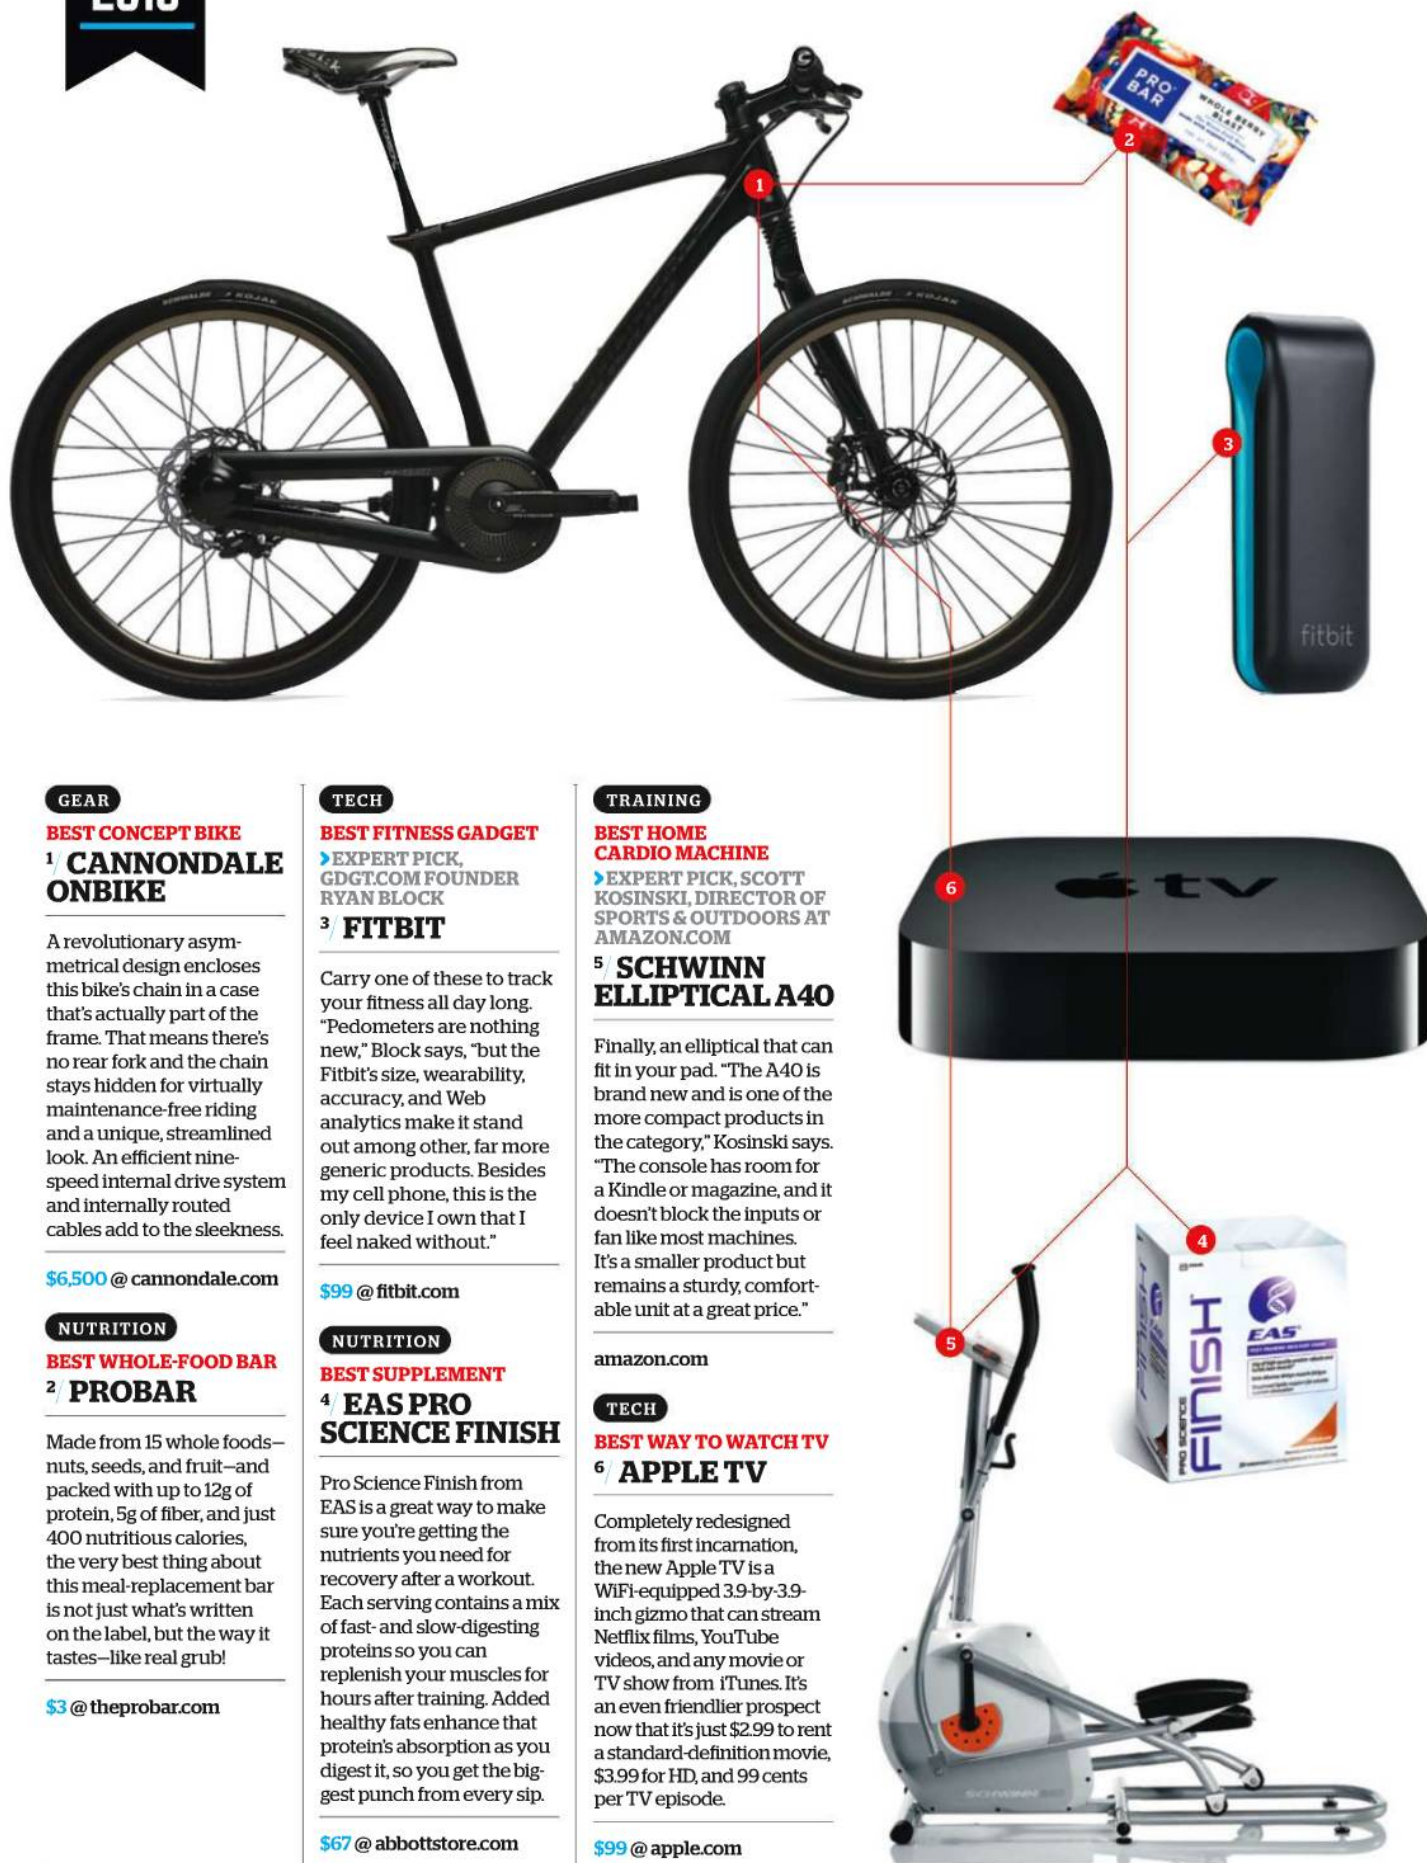 PRO
BAR
WHOLE BERRY
BLAST
1
2
SCHWALBE
KOJAK
SCHWALBE
KOJAK
3
fitbit
GEAR
BEST CONCEPT BIKE
1/ CANNONDALE
ONBIKE
A revolutionary asym-
metrical design encloses
this bike's chain in a case
that's actually part of the
frame. That means there's
no rear fork and the chain
stays hidden for virtually
maintenance-free riding
and a unique, streamlined
look. An efficient nine-
speed internal drive system
and internally routed
cables add to the sleekness.
$6,500 @ cannondale.com
NUTRITION
BEST WHOLE-FOOD BAR
2/ PROBAR
Made from 15 whole foods—
nuts, seeds, and fruit—and
packed with up to 12g of
protein, 5g of fiber, and just
400 nutritious calories,
the very best thing about
this meal-replacement bar
is not just what's written
on the label, but the way it
tastes—like real grub!
$3 @ theprobar.com
TECH
BEST FITNESS GADGET
>EXPERT PICK,
GDGT.COM FOUNDER
RYAN BLOCK
3/ FITBIT
Carry one of these to track
your fitness all day long.
“Pedometers are nothing
new,” Block says, “but the
Fitbit's size, wearability,
accuracy, and Web
analytics make it stand
out among other, far more
generic products. Besides
my cell phone, this is the
only device I own that I
feel naked without.”
$99 @ fitbit.com
NUTRITION
BEST SUPPLEMENT
4/ EAS PRO
SCIENCE FINISH
Pro Science Finish from
EAS is a great way to make
sure you're getting the
nutrients you need for
recovery after a workout.
Each serving contains a mix
of fast- and slow-digesting
proteins so you can
replenish your muscles for
hours after training. Added
healthy fats enhance that
protein's absorption as you
digest it, so you get the big-
gest punch from every sip.
$67 @ abbottstore.com
TRAINING
BEST HOME
CARDIO MACHINE
>EXPERT PICK, SCOTT
KOSINSKI, DIRECTOR OF
SPORTS & OUTDOORS AT
AMAZON.COM
5/ SCHWINN
ELLIPTICAL A40
Finally, an elliptical that can
fit in your pad. “The A40 is
brand new and is one of the
more compact products in
the category,” Kosinski says.
“The console has room for
a Kindle or magazine, and it
doesn't block the inputs or
fan like most machines.
It's a smaller product but
remains a sturdy, comfort-
able unit at a great price.”
amazon.com
TECH
BEST WAY TO WATCH TV
6/ APPLE TV
Completely redesigned
from its first incarnation,
the new Apple TV is a
WiFi-equipped 3.9-by-3.9-
inch gizmo that can stream
Netflix films, YouTube
videos, and any movie or
TV show from iTunes. It's
an even friendlier prospect
now that it's just $2.99 to rent
a standard-definition movie,
$3.99 for HD, and 99 cents
per TV episode.
$99 @ apple.com
6
tv
4
5
EAS
PRO SCIENCE
FINISH
SCHWINN